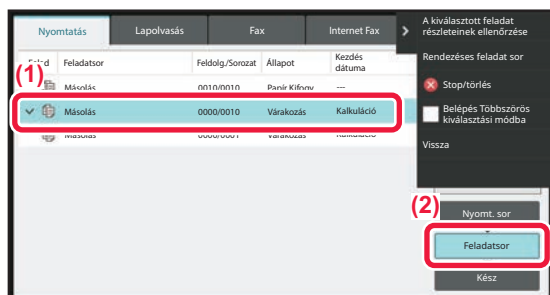 Nyomtatás
Lapolvasás
Fax
Internet Fax
A kiválasztott feladat
részleteinek ellenőrzése
Feladatsor
Feldolg./Sorozat
Állapot
Kezdés
dátuma
Rendezéses feladat sor
(1)
Másolás
0010/0010
Papír Kifogy
---
Stop/törlés
Másolás
0000/0010
Várakozás
Kalkuláció
Belépés Többszörös
kiválasztási módba
Másolás
0000/0001
Várakozás
Kalkuláció
Vissza
(2)
Nyomt. sor
Feladatsor
Kész